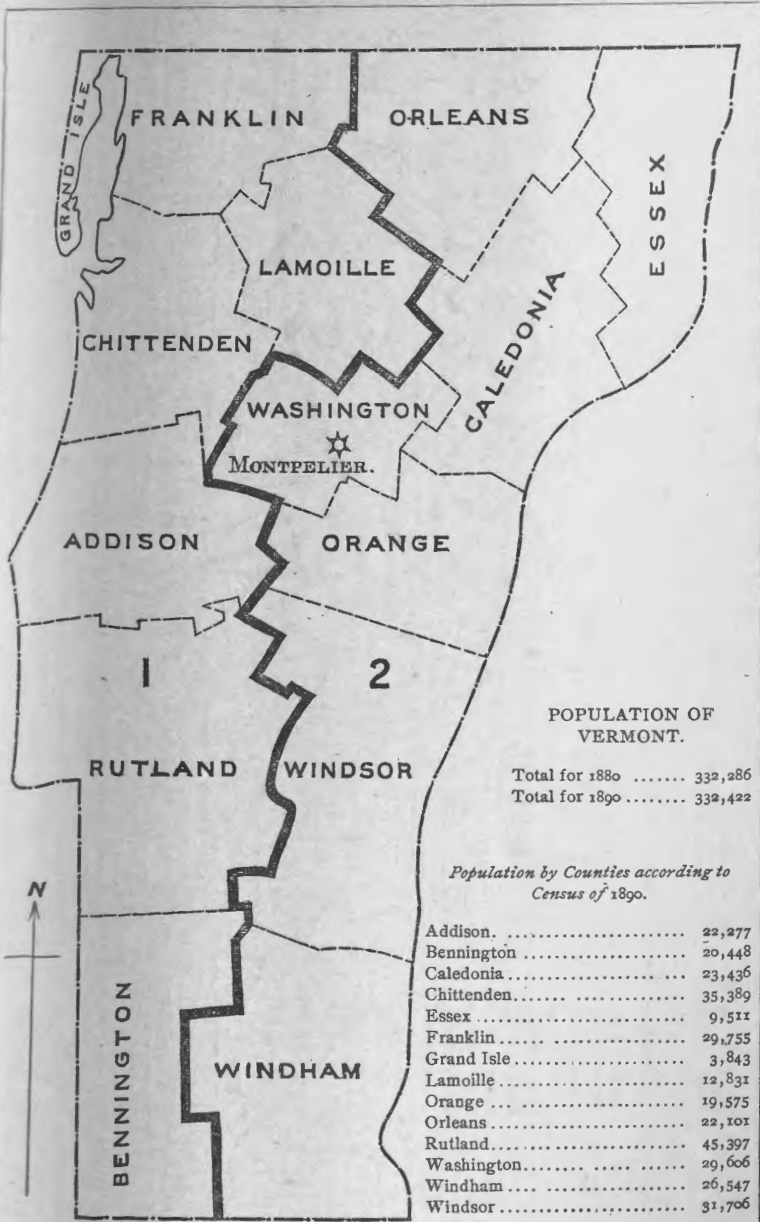 GRAND ISLE
FRANKLIN
ORLEANS
ESSEX
LAMOILLE
CHITTENDEN
CALEDONIA
WASHINGTON
MONTPELIER.
ADDISON
ORANGE
1
2
RUTLAND
WINDSOR
POPULATION OF
VERMONT.
Total for 1880 ....... 332,286
Total for 1890 ........ 332,422
Population by Counties according to
Census of 1890.
Addison. ........................ 22,277
Bennington ..................... 20,448
Caledonia....................... 23,436
Chittenden....... ............... 35,389
Essex ........................... 9,511
Franklin...... .................. 29,755
Grand Isle ...................... 3,843
Lamoille........................ 12,831
Orange ... ..................... 19,575
Orleans ........................ 22,101
Rutland........................ 45,397
Washington........ ..... ...... 29,606
Windham .... .................. 26,547
Windsor ....... .... ........... 31,706
N
BENNINGTON
WINDHAM